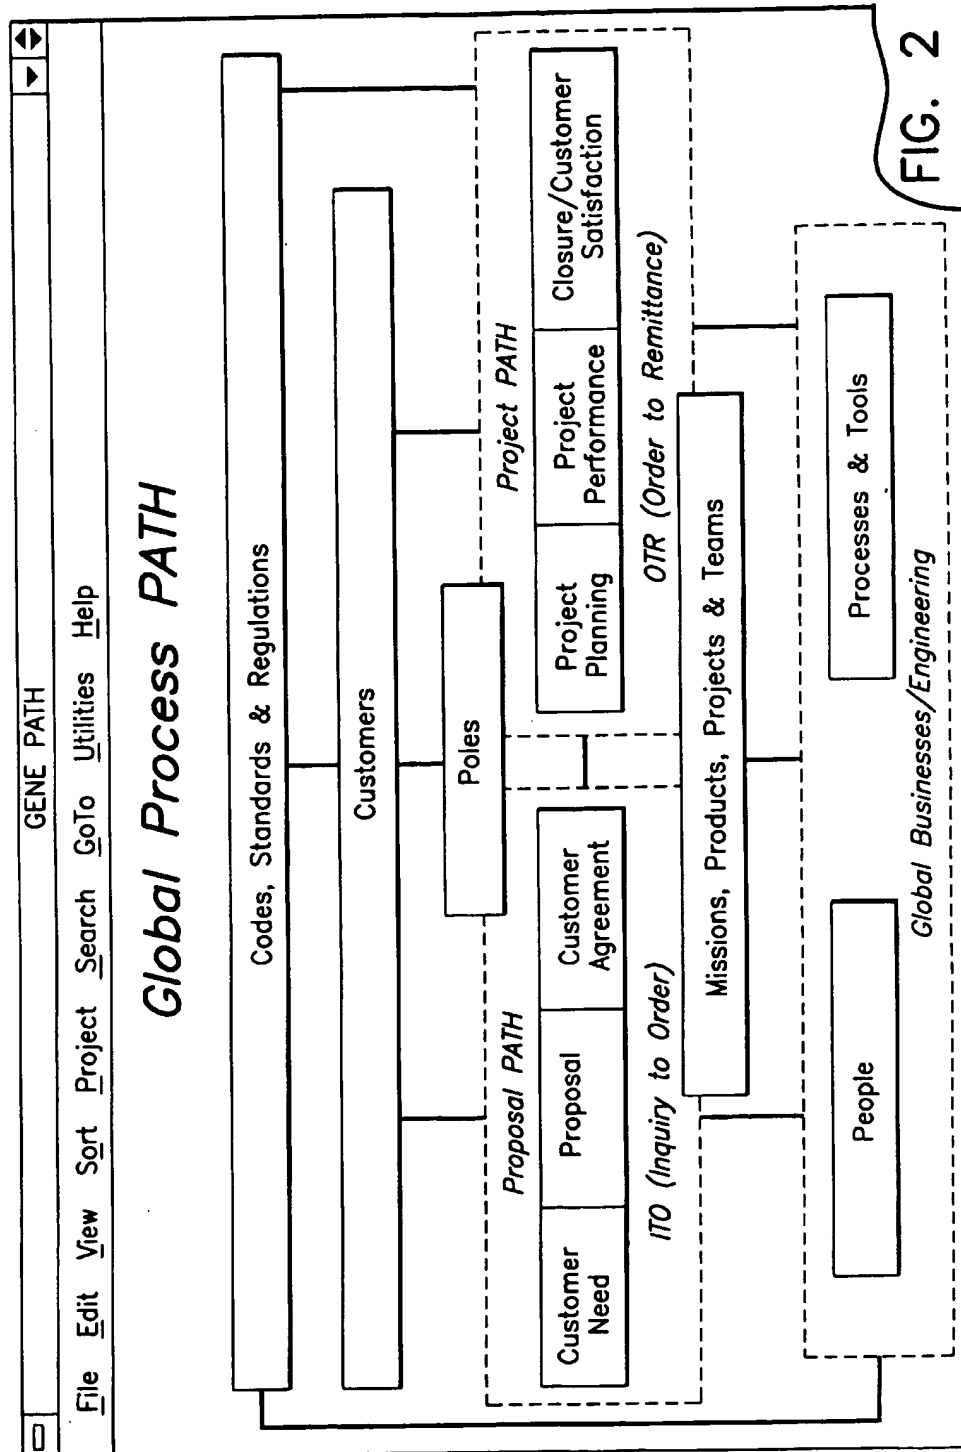 GENE PATH
File Edit View Sort Project Search GoTo Utilities Help
Global Process PATH
Codes, Standards & Regulations
Customers
Poles
Proposal PATH
Customer
Need
Proposal
Customer
Agreement
ITO (Inquiry to Order)
Project PATH
Project
Planning
Project
Performance
Closure/Customer
Satisfaction
OTR (Order to Remittance)
Missions, Products, Projects & Teams
People
Processes & Tools
Global Businesses/Engineering
FIG. 2